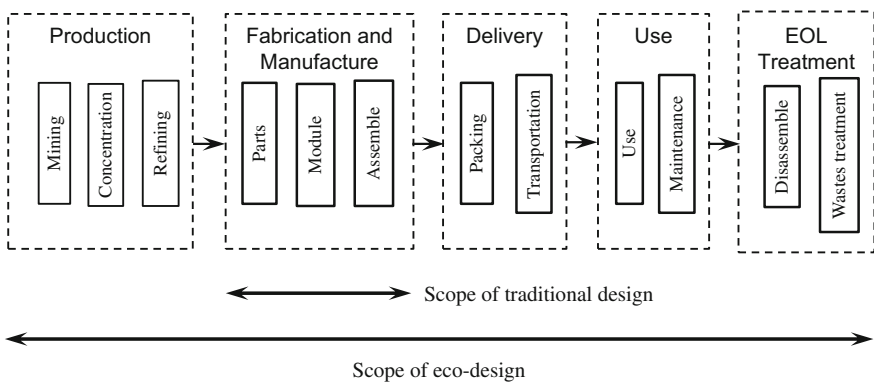 Production
Mining
Concentration
Refining
Fabrication and
Manufacture
Parts
Module
Assemble
Delivery
Packing
Transportation
Use
Use
Maintenance
EOL
Treatment
Disassemble
Wastes treatment
Scope of traditional design
Scope of eco-design